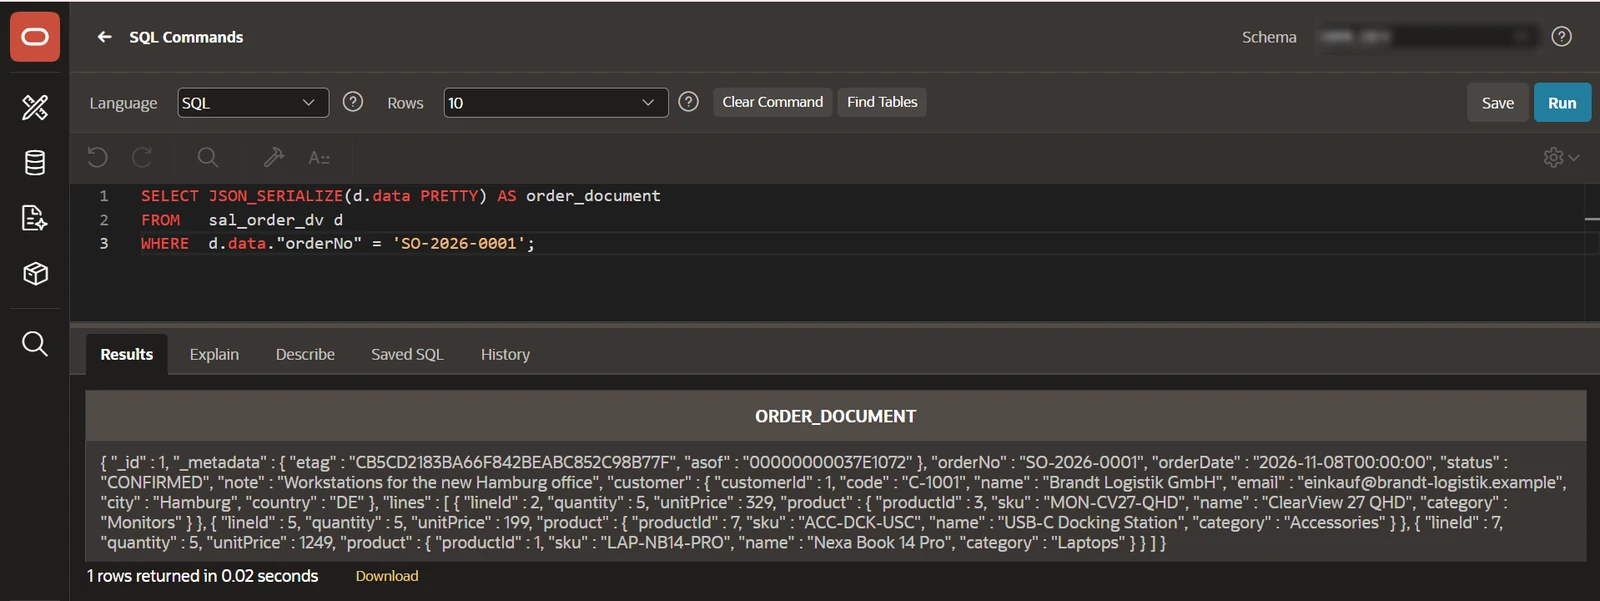 SQL Commands
Schema
Language
SQL
Rows
10
Clear Command
Find Tables
Save
Run
1 SELECT JSON_SERIALIZE(d.data PRETTY) AS order_document
2 FROM   sal_order_dv d
3 WHERE  d.data."orderNo" = 'SO-2026-0001';
Results
Explain
Describe
Saved SQL
History
ORDER_DOCUMENT
{ "_id" : 1, "_metadata" : { "etag" : "CB5CD2183BA66F842BEABC852C98B77F", "asof" : "00000000037E1072" }, "orderNo" : "SO-2026-0001", "orderDate" : "2026-11-08T00:00:00", "status" :
"CONFIRMED", "note" : "Workstations for the new Hamburg office", "customer" : { "customerId" : 1, "code" : "C-1001", "name" : "Brandt Logistik GmbH", "email" : "einkauf@brandt-logistik.example",
"city" : "Hamburg", "country" : "DE" }, "lines" : [ { "lineId" : 2, "quantity" : 5, "unitPrice" : 329, "product" : { "productId" : 3, "sku" : "MON-CV27-QHD", "name" : "ClearView 27 QHD", "category" :
"Monitors" } }, { "lineId" : 5, "quantity" : 5, "unitPrice" : 199, "product" : { "productId" : 7, "sku" : "ACC-DCK-USC", "name" : "USB-C Docking Station", "category" : "Accessories" } }, { "lineId" : 7,
"quantity" : 5, "unitPrice" : 1249, "product" : { "productId" : 1, "sku" : "LAP-NB14-PRO", "name" : "Nexa Book 14 Pro", "category" : "Laptops" } } ] }
1 rows returned in 0.02 seconds
Download